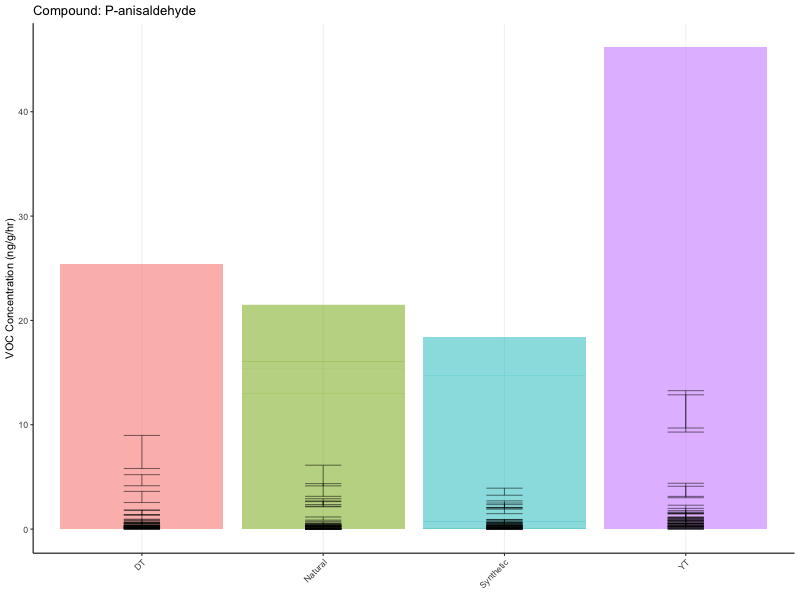 Compound: P-anisaldehyde
VOC Concentration (ng/g/hr)
40
30
20
10
0
DT
Natural
Synthetic
YT